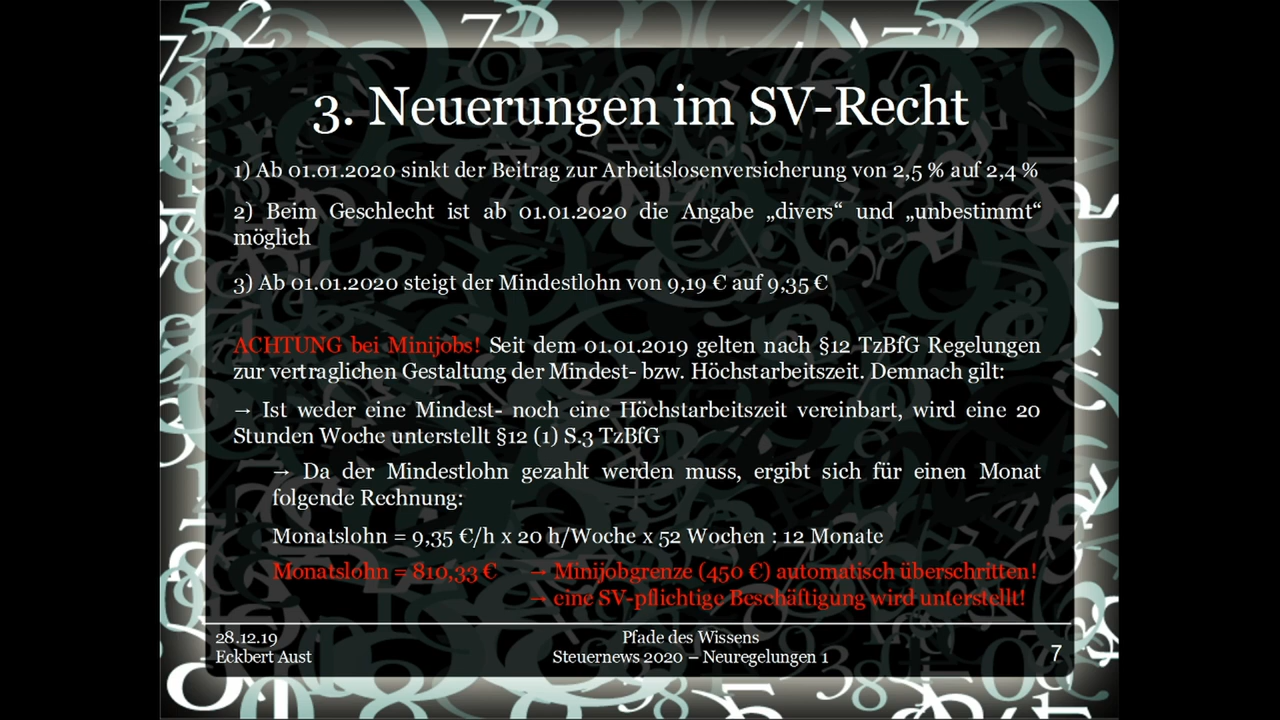 3. Neuerungen im SV-Recht
1) Ab 01.01.2020 sinkt der Beitrag zur Arbeitslosenversicherung von 2,5 % auf 2,4 %
2) Beim Geschlecht ist ab 01.01.2020 die Angabe „divers“ und „unbestimmt“
möglich
3) Ab 01.01.2020 steigt der Mindestlohn von 9,19 € auf 9,35 €
ACHTUNG bei Minijobs! Seit dem 01.01.2019 gelten nach §12 TzBfG Regelungen
zur vertraglichen Gestaltung der Mindest- bzw. Höchstarbeitszeit. Demnach gilt:
→ Ist weder eine Mindest- noch eine Höchstarbeitszeit vereinbart, wird eine 20
Stunden Woche unterstellt §12 (1) S.3 TzBfG
→ Da der Mindestlohn gezahlt werden muss, ergibt sich für einen Monat
folgende Rechnung:
Monatslohn = 9,35 €/h x 20 h/Woche x 52 Wochen : 12 Monate
Monatslohn = 810,33 € → Minijobgrenze (450 €) automatisch überschritten!
→ eine SV-pflichtige Beschäftigung wird unterstellt!
28.12.19
Eckbert Aust
Pfade des Wissens
Steuernews 2020 – Neuregelungen 1
7